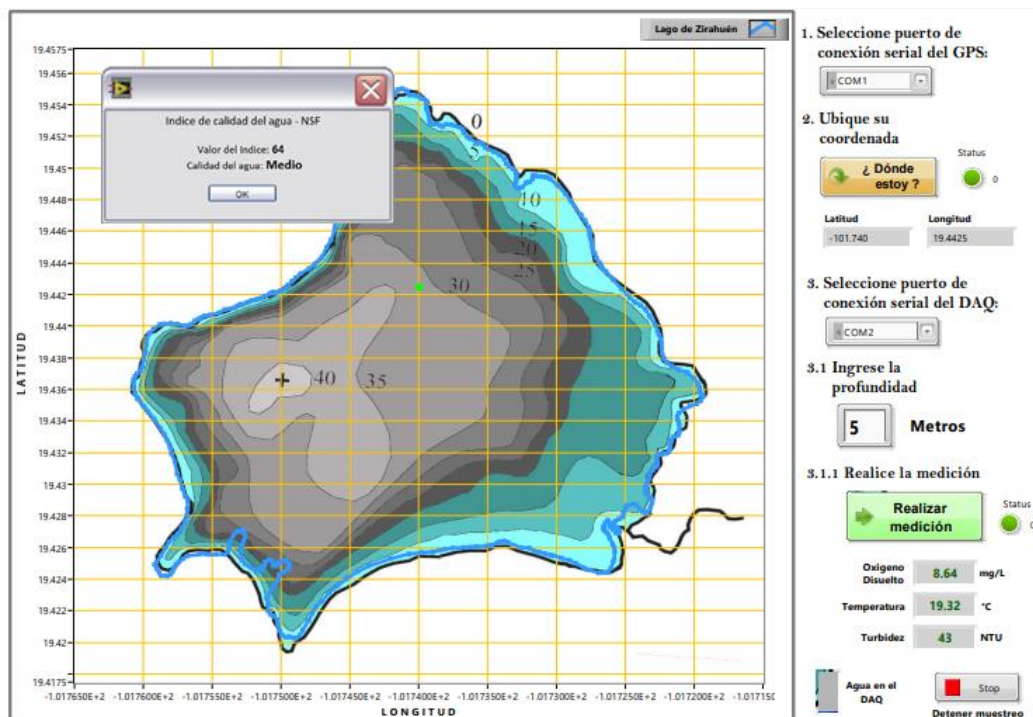 Lago de Zirahuén
19.4575
19.456
19.454
19.452
19.45
19.448
19.446
19.444
19.442
19.44
19.438
19.436
19.434
19.432
19.43
19.428
19.426
19.424
19.422
19.42
19.4175
LATITUD
Indice de calidad del agua - NSF
Valor del Indice: 64
Calidad del agua: Medio
OK
0
5
10
15
20
25
30
35
40
-1.017650E+2 -1.017600E+2 -1.017550E+2 -1.017500E+2 -1.017450E+2 -1.017400E+2 -1.017350E+2 -1.017300E+2 -1.017250E+2 -1.017200E+2 -1.01715
LONGITUD
1. Seleccione puerto de
conexión serial del GPS:
COM1
2. Ubique su
coordenada
¿ Dónde
estoy ?
Status
0
Latitud Longitud
-101.740 19.4425
3. Seleccione puerto de
conexión serial del DAQ:
COM2
3.1 Ingrese la
profundidad
5 Metros
3.1.1 Realice la medición
Realizar
medición
Status
Oxigeno
Disuelto 8.64 mg/L
Temperatura 19.32 °C
Turbidez 43 NTU
Agua en el
DAQ
Stop
Detener muestreo